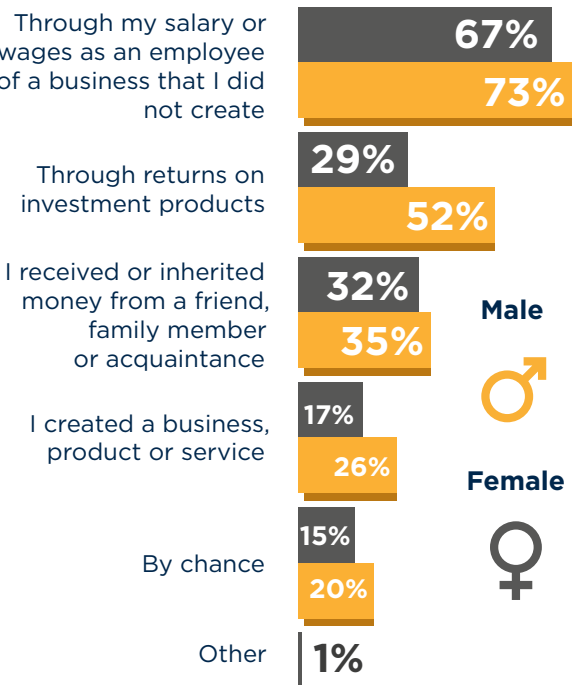 Through my salary or
wages as an employee
of a business that I did
not create
67%
73%
Through returns on
investment products
29%
52%
I received or inherited
money from a friend,
family member
or acquaintance
32%
35%
Male
I created a business,
product or service
17%
26%
Female
By chance
15%
20%
Other
1%